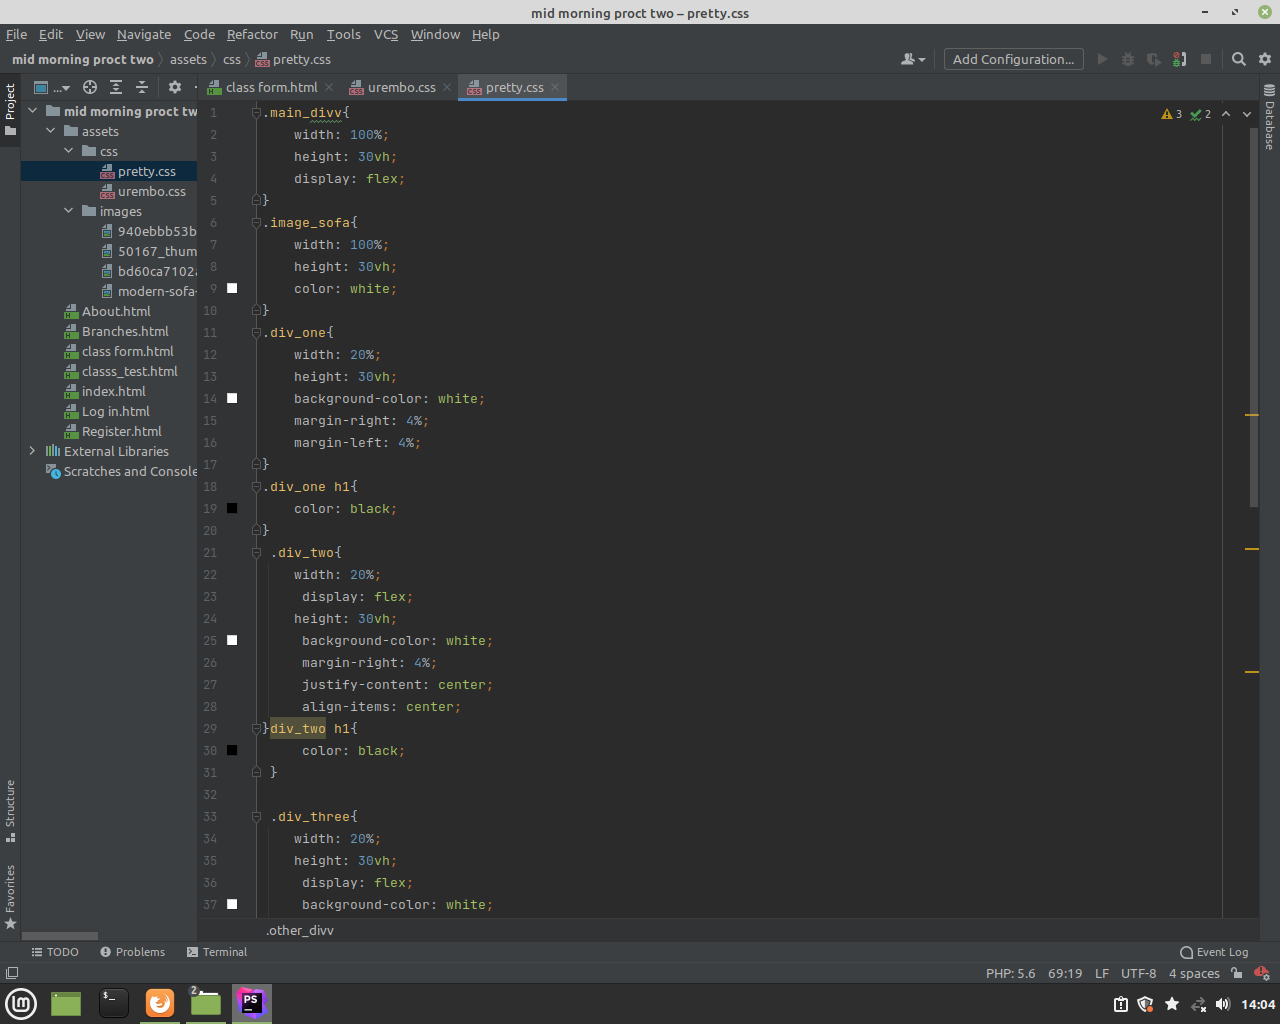 mid morning proct two – pretty.css
File Edit View Navigate Code Refactor Run Tools VCS Window Help
mid morning proct two assets css pretty.css Add Configuration...
Project
...
class form.html urembo.css pretty.css
mid morning proct tw
assets
css
pretty.css
urembo.css
images
940ebbb53b
50167_thum
bd60ca7102
modern-sofa-
About.html
Branches.html
class form.html
classs_test.html
index.html
Log in.html
Register.html
External Libraries
Scratches and Console
1 .main_divv{
2 width: 100%;
3 height: 30vh;
4 display: flex;
5 }
6 .image_sofa{
7 width: 100%;
8 height: 30vh;
9 color: white;
10 }
11 .div_one{
12 width: 20%;
13 height: 30vh;
14 background-color: white;
15 margin-right: 4%;
16 margin-left: 4%;
17 }
18 .div_one h1{
19 color: black;
20 }
21 .div_two{
22 width: 20%;
23 display: flex;
24 height: 30vh;
25 background-color: white;
26 margin-right: 4%;
27 justify-content: center;
28 align-items: center;
29 }div_two h1{
30 color: black;
31 }
32
33 .div_three{
34 width: 20%;
35 height: 30vh;
36 display: flex;
37 background-color: white;
3 2
Database
Structure
Favorites
.other_divv
TODO Problems Terminal Event Log
PHP: 5.6 69:19 LF UTF-8 4 spaces
2
PS
14:04